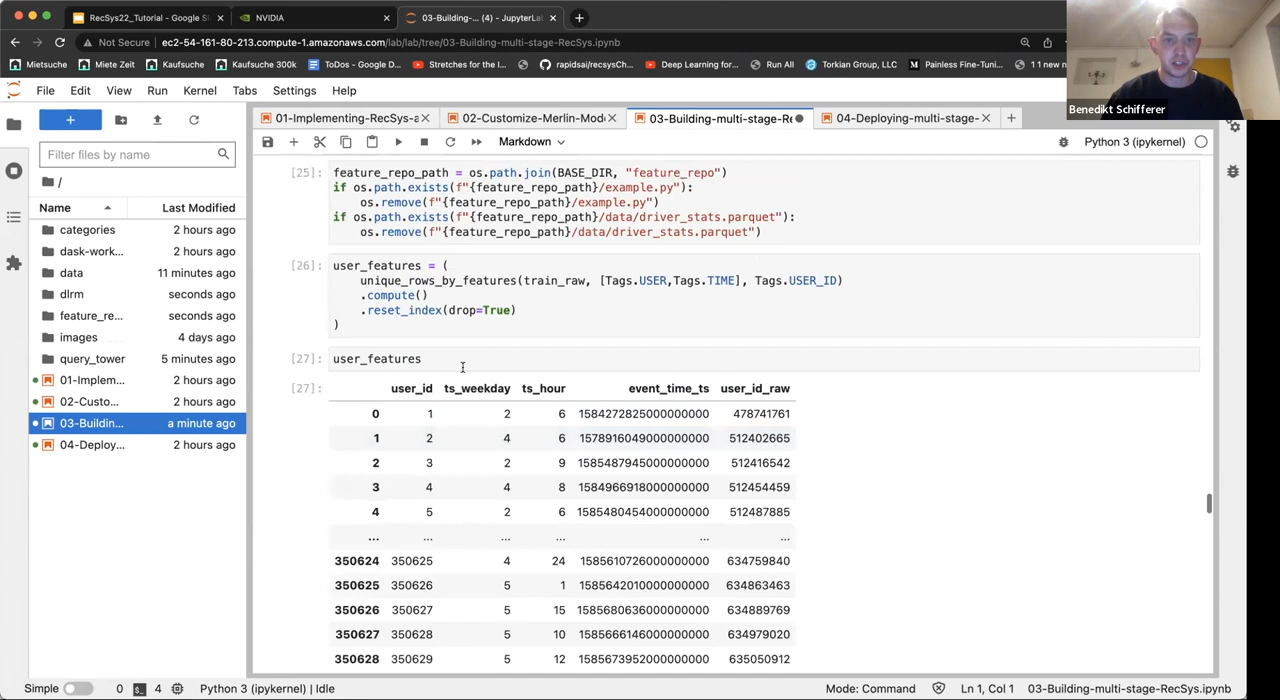 RecSys22_Tutorial - Google Sl
NVIDIA
03-Building-... (4) - JupyterLa
Not Secure | ec2-54-161-80-213.compute-1.amazonaws.com/lab/lab/tree/03-Building-multi-stage-RecSys.ipynb
Mietsuche
Miete Zeit
Kaufsuche
Kaufsuche 300k
ToDos - Google D...
Stretches for the l...
rapidsai/recsysCh...
Deep Learning for...
Run All
Torkian Group, LLC
Painless Fine-Tuni...
1 1 new n
Benedikt Schifferer
File Edit View Run Kernel Tabs Settings Help
01-Implementing-RecSys-a
02-Customize-Merlin-Mode
03-Building-multi-stage-Re
04-Deploying-multi-stage-
Markdown
Python 3 (ipykernel)
Filter files by name
/
Name Last Modified
categories 2 hours ago
dask-work... 2 hours ago
data 11 minutes ago
dlrm seconds ago
feature_re... seconds ago
images 4 days ago
query_tower 5 minutes ago
01-Implem... 2 hours ago
02-Custo... 2 hours ago
03-Buildin... a minute ago
04-Deploy... 2 hours ago
[25]: feature_repo_path = os.path.join(BASE_DIR, "feature_repo")
if os.path.exists(f"{feature_repo_path}/example.py"):
os.remove(f"{feature_repo_path}/example.py")
if os.path.exists(f"{feature_repo_path}/data/driver_stats.parquet"):
os.remove(f"{feature_repo_path}/data/driver_stats.parquet")
[26]: user_features = (
unique_rows_by_features(train_raw, [Tags.USER,Tags.TIME], Tags.USER_ID)
.compute()
.reset_index(drop=True)
)
[27]: user_features
[27]: user_id ts_weekday ts_hour event_time_ts user_id_raw
0 1 2 6 1584272825000000000 478741761
1 2 4 6 1578916049000000000 512402665
2 3 2 9 1585487945000000000 512416542
3 4 4 8 1584966918000000000 512454459
4 5 2 6 1585480454000000000 512487885
... ... ... ... ... ...
350624 350625 4 24 1585610726000000000 634759840
350625 350626 5 1 1585642010000000000 634863463
350626 350627 5 15 1585680636000000000 634889769
350627 350628 5 10 1585666146000000000 634979020
350628 350629 5 12 1585673952000000000 635050912
Simple 0 4 Python 3 (ipykernel) | Idle
Mode: Command Ln 1, Col 1 03-Building-multi-stage-RecSys.ipynb